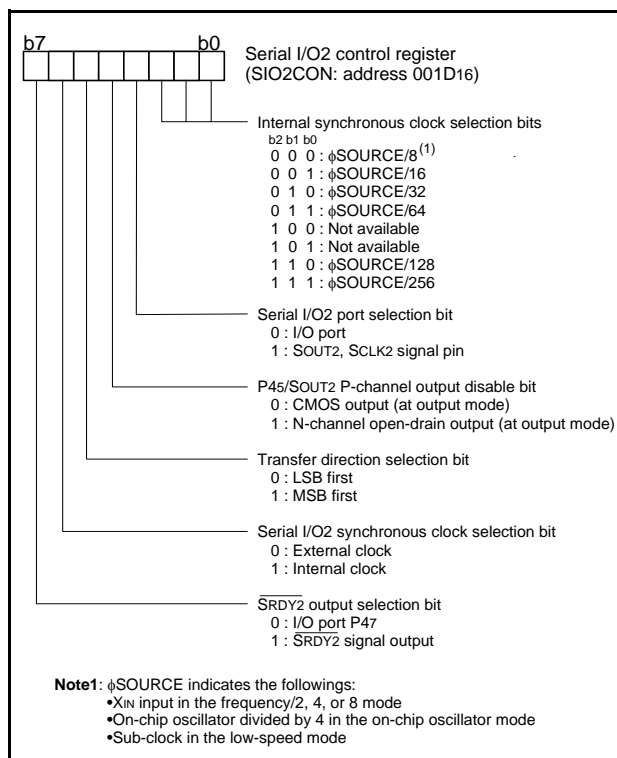 b7 b0
Serial I/O2 control register
(SIO2CON: address 001D16)
Internal synchronous clock selection bits
b2 b1 b0
0 0 0 : ϕSOURCE/8(1)
0 0 1 : ϕSOURCE/16
0 1 0 : ϕSOURCE/32
0 1 1 : ϕSOURCE/64
1 0 0 : Not available
1 0 1 : Not available
1 1 0 : ϕSOURCE/128
1 1 1 : ϕSOURCE/256
Serial I/O2 port selection bit
0 : I/O port
1 : SOUT2, SCLK2 signal pin
P45/SOUT2 P-channel output disable bit
0 : CMOS output (at output mode)
1 : N-channel open-drain output (at output mode)
Transfer direction selection bit
0 : LSB first
1 : MSB first
Serial I/O2 synchronous clock selection bit
0 : External clock
1 : Internal clock
SRDY2 output selection bit
0 : I/O port P47
1 : SRDY2 signal output
Note1: ϕSOURCE indicates the followings:
•XIN input in the frequency/2, 4, or 8 mode
•On-chip oscillator divided by 4 in the on-chip oscillator mode
•Sub-clock in the low-speed mode